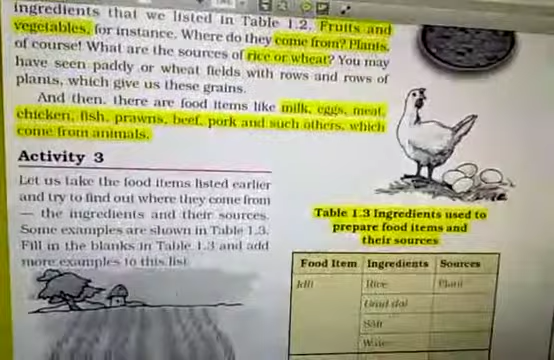 ingredients that we listed in Table 1.2. Fruits and
vegetables, for instance. Where do they come from? Plants,
of course! What are the sources of rice or wheat? You may
have seen paddy or wheat fields with rows and rows of
plants, which give us these grains.
And then, there are food items like milk, eggs, meat,
chicken, fish, prawns, beef, pork and such others, which
come from animals.
Activity 3
Let us take the food items listed earlier
and try to find out where they come from
— the ingredients and their sources.
Some examples are shown in Table 1.3.
Fill in the blanks in Table 1.3 and add
more examples to this list.
Table 1.3 Ingredients used to
prepare food items and
their sources
Food Item Ingredients Sources
Idli Rice Plant
Urad dal
Salt
Water